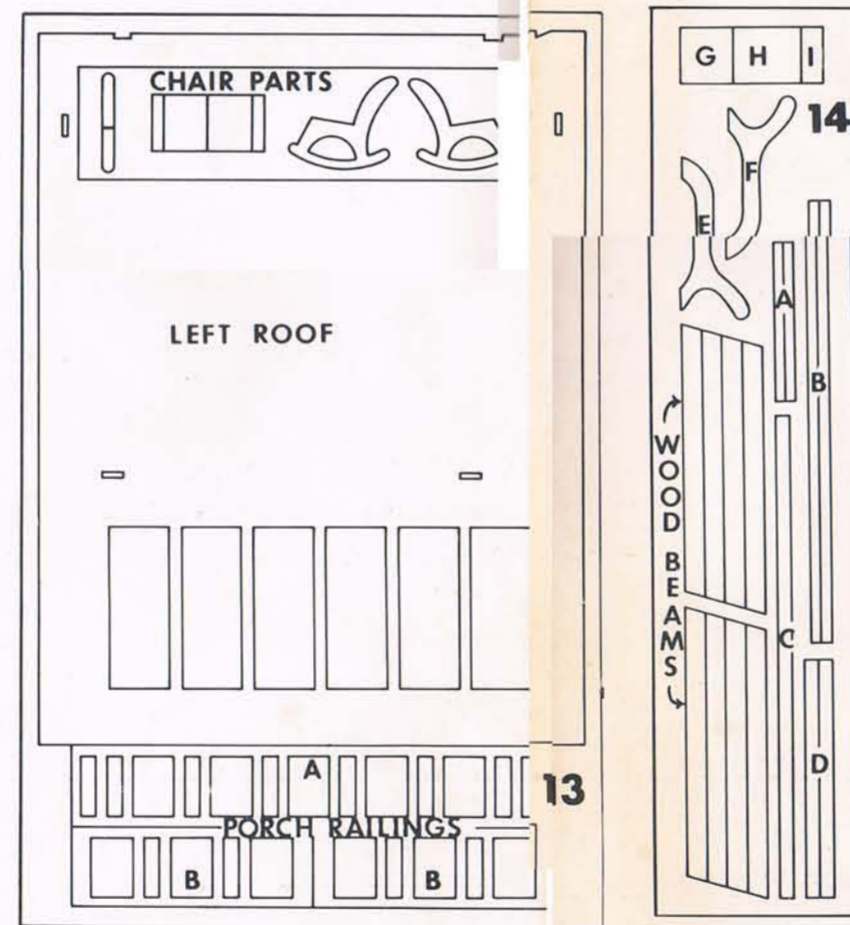 CHAIR PARTS
LEFT ROOF
A
PORCH RAILINGS
B
B
13
G H I
14
F
E
A
B
WOOD BEAMS
C
D